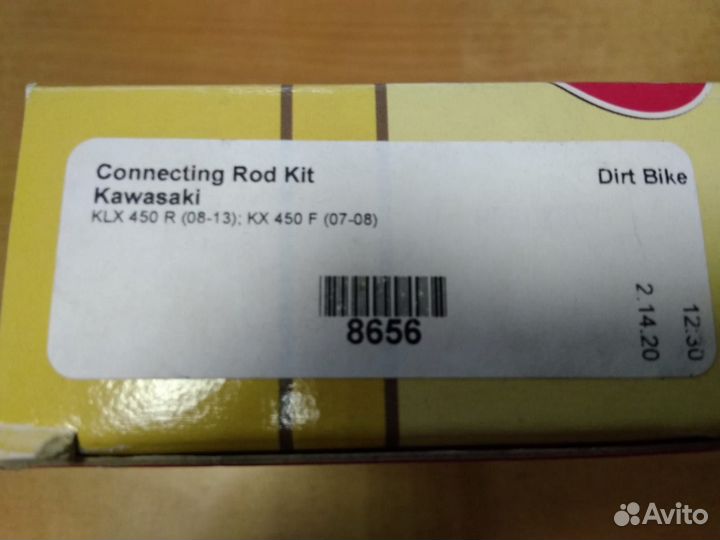 Connecting Rod Kit
Dirt Bike
Kawasaki
KLX 450 R (08-13); KX 450 F (07-08)
8656
2.14.20
12:30
Avito